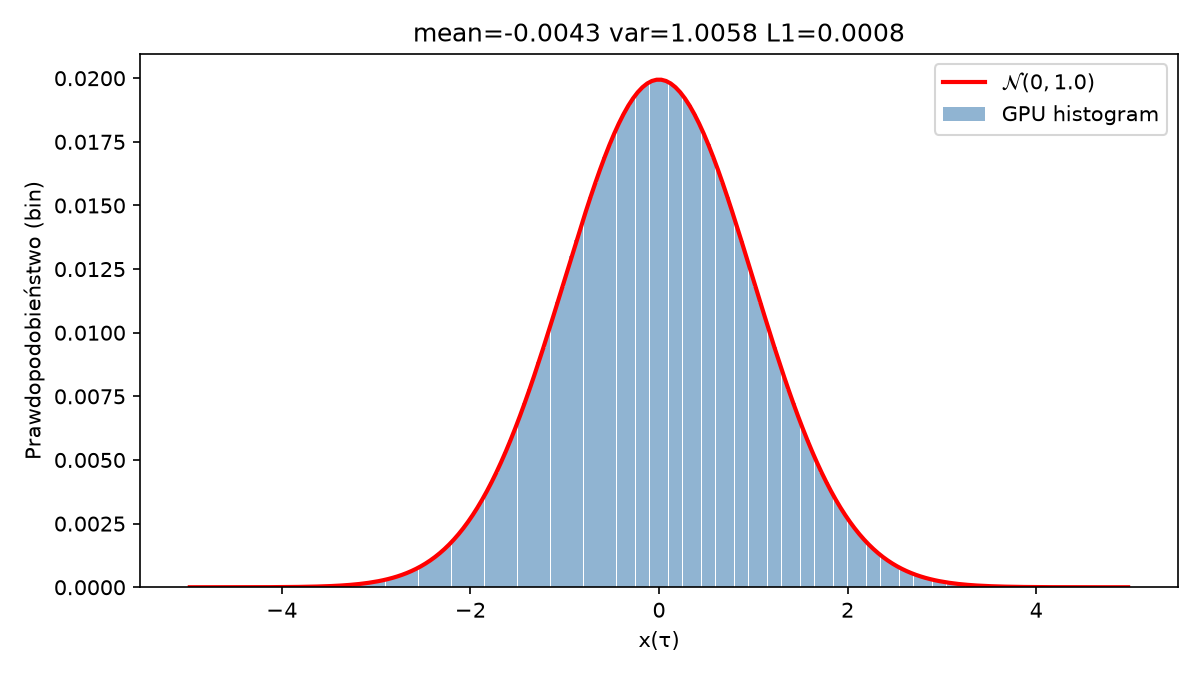 mean=-0.0043 var=1.0058 L1=0.0008
𝒩(0, 1.0)
GPU histogram
Prawdopodobieństwo (bin)
0.0200
0.0175
0.0150
0.0125
0.0100
0.0075
0.0050
0.0025
0.0000
−4 −2 0 2 4
x(τ)